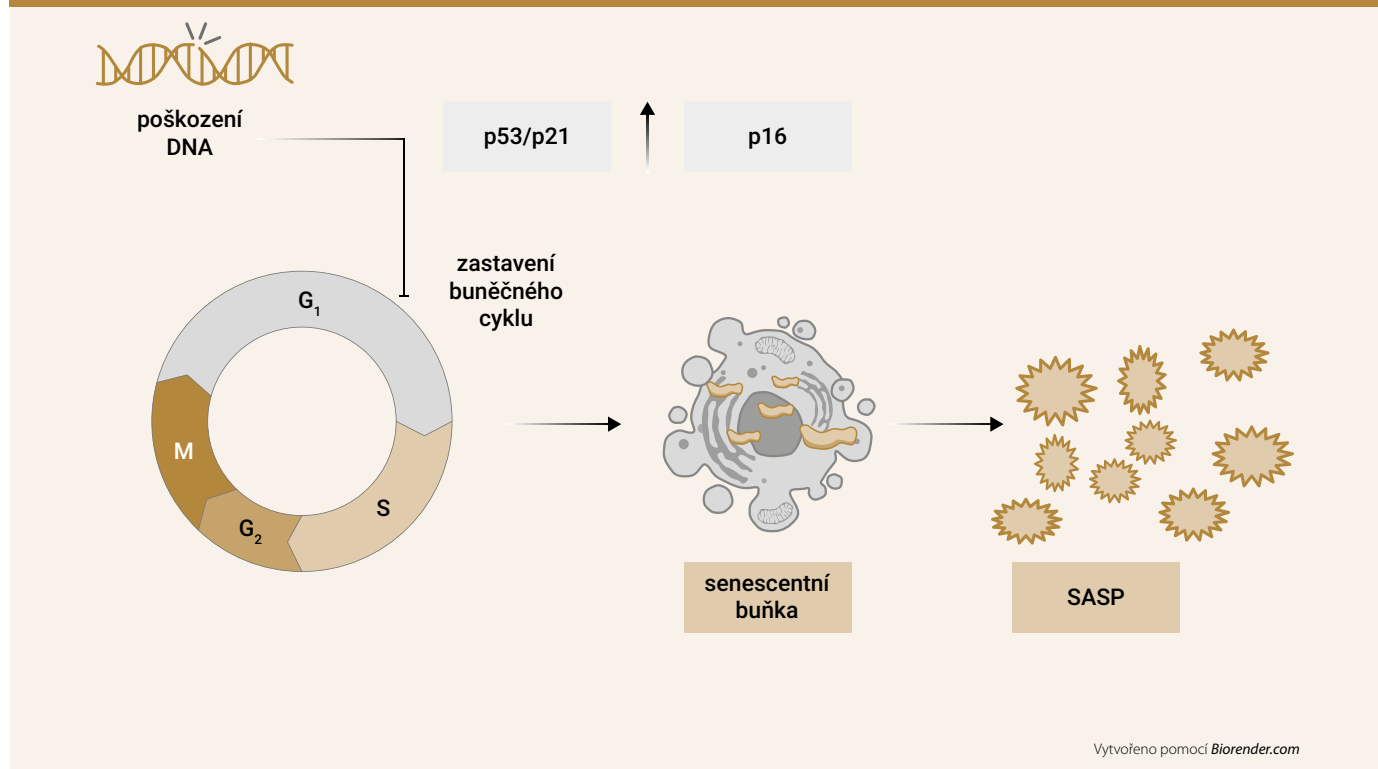 poškození
DNA
p53/p21
p16
zastavení
buněčného
cyklu
G₁
M
S
G₂
senescentní
buňka
SASP
Vytvořeno pomocí Biorender.com